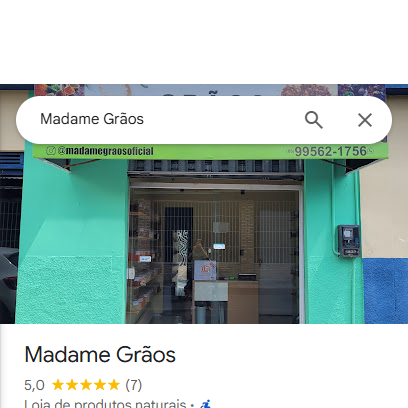 Madame Grãos
@madamegraosoficial
99562-1756
Madame Grãos
5,0 (7)
Loja de produtos naturais ·